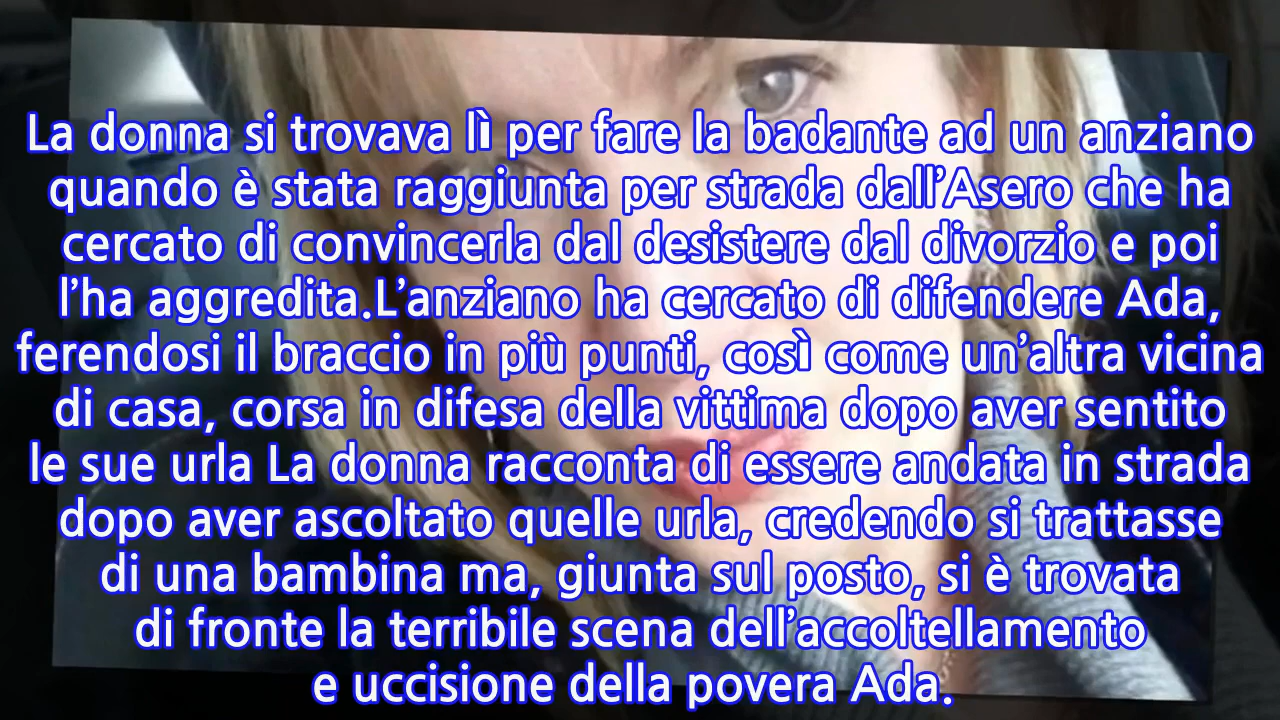 La donna si trovava lì per fare la badante ad un anziano
quando è stata raggiunta per strada dall’Asero che ha
cercato di convincerla dal desistere dal divorzio e poi
l’ha aggredita.L’anziano ha cercato di difendere Ada,
ferendosi il braccio in più punti, così come un’altra vicina
di casa, corsa in difesa della vittima dopo aver sentito
le sue urla La donna racconta di essere andata in strada
dopo aver ascoltato quelle urla, credendo si trattasse
di una bambina ma, giunta sul posto, si è trovata
di fronte la terribile scena dell’accoltellamento
e uccisione della povera Ada.